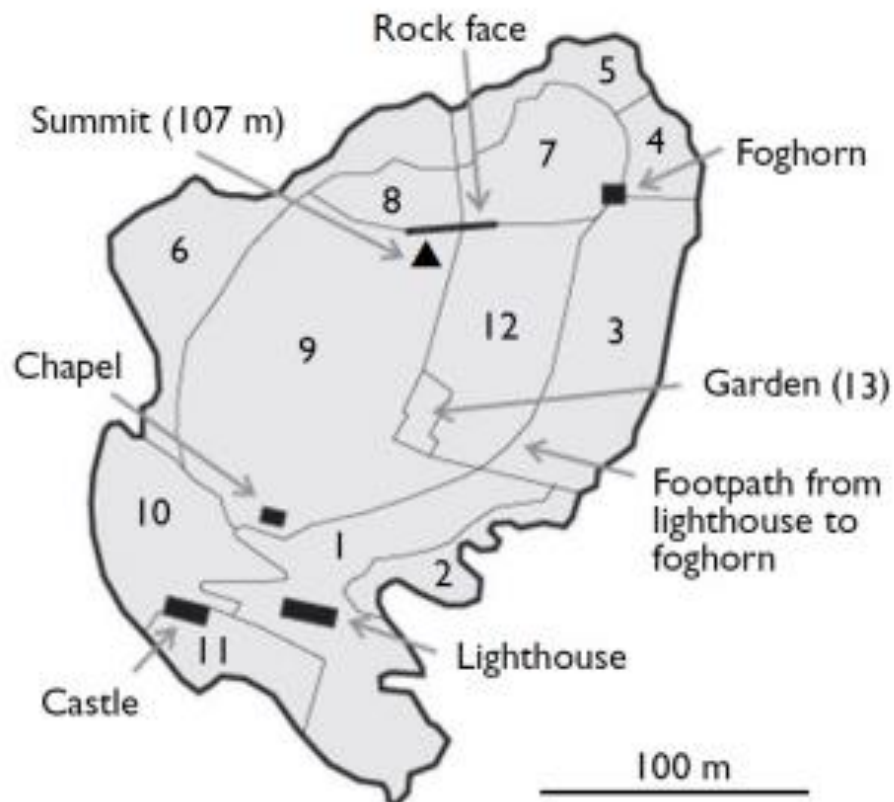 Rock face
5
Summit (107 m)
4
7
Foghorn
8
6
12
3
9
Chapel
Garden (13)
10
Footpath from
lighthouse to
foghorn
1
2
11
Lighthouse
Castle
100 m